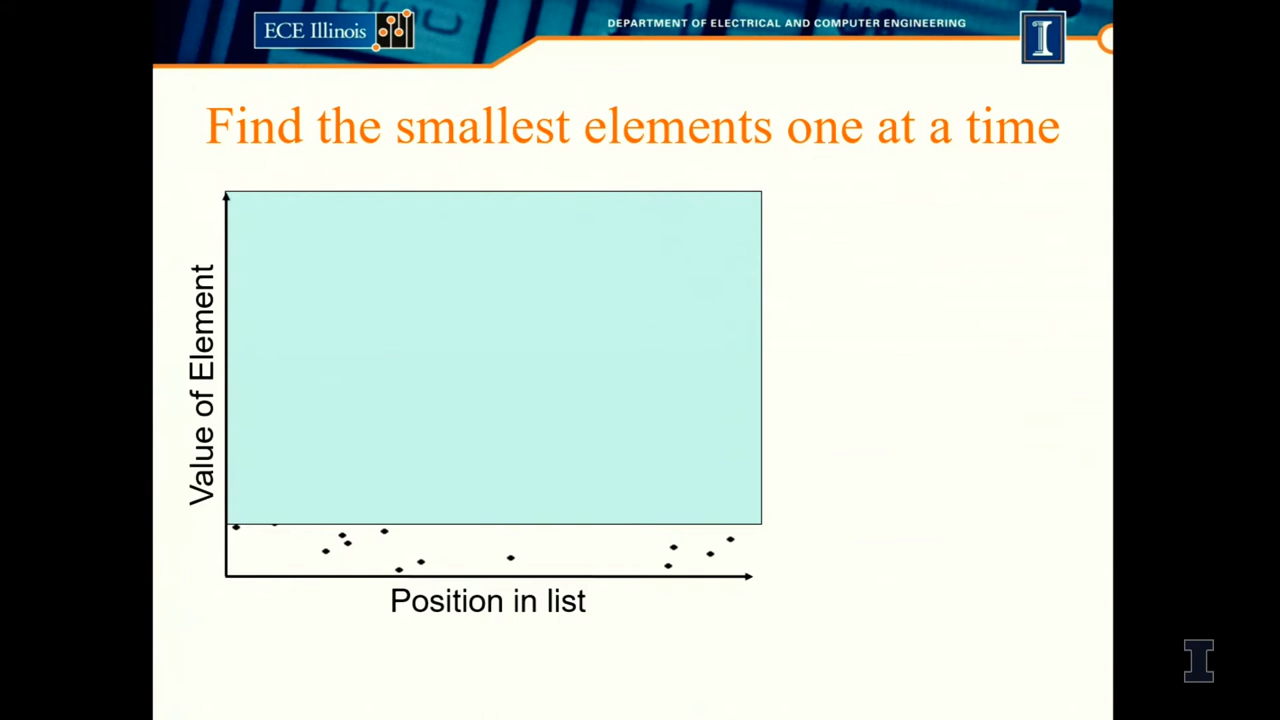 ECE Illinois
DEPARTMENT OF ELECTRICAL AND COMPUTER ENGINEERING
I
Find the smallest elements one at a time
Value of Element
Position in list
I